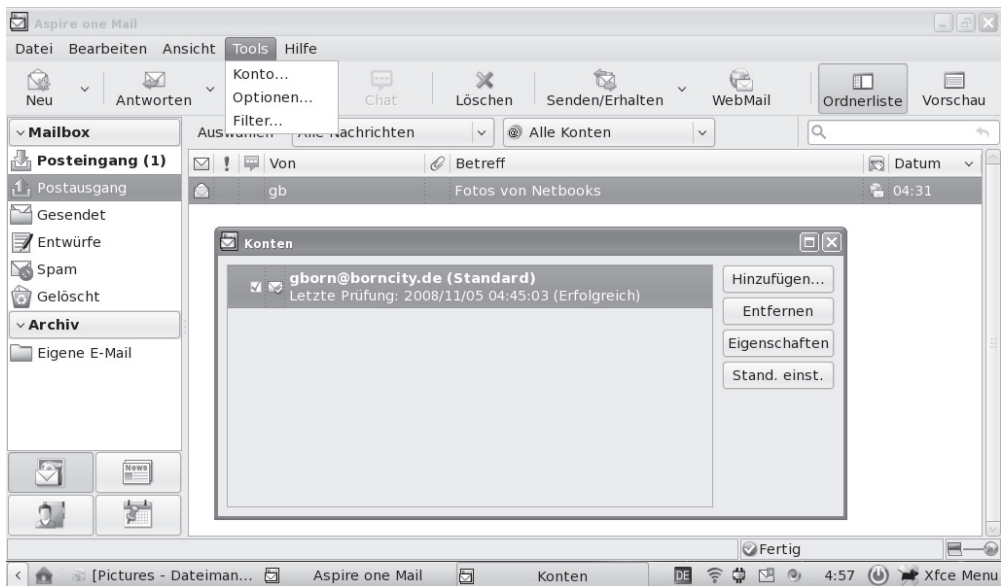 Aspire one Mail
Datei Bearbeiten Ansicht Tools Hilfe
Konto...
Optionen...
Filter...
Neu Antworten Chat Löschen Senden/Erhalten WebMail Ordnerliste Vorschau
Mailbox
Auswählen Alle Nachrichten Alle Konten
Posteingang (1)
Von Betreff Datum
Postausgang
gb Fotos von Netbooks 04:31
Gesendet
Entwürfe
Spam
Gelöscht
Archiv
Eigene E-Mail
Konten
gborn@borncity.de (Standard)
Letzte Prüfung: 2008/11/05 04:45:03 (Erfolgreich)
Hinzufügen...
Entfernen
Eigenschaften
Stand. einst.
News
Fertig
[Pictures - Dateiman... Aspire one Mail Konten DE 4:57 Xfce Menu